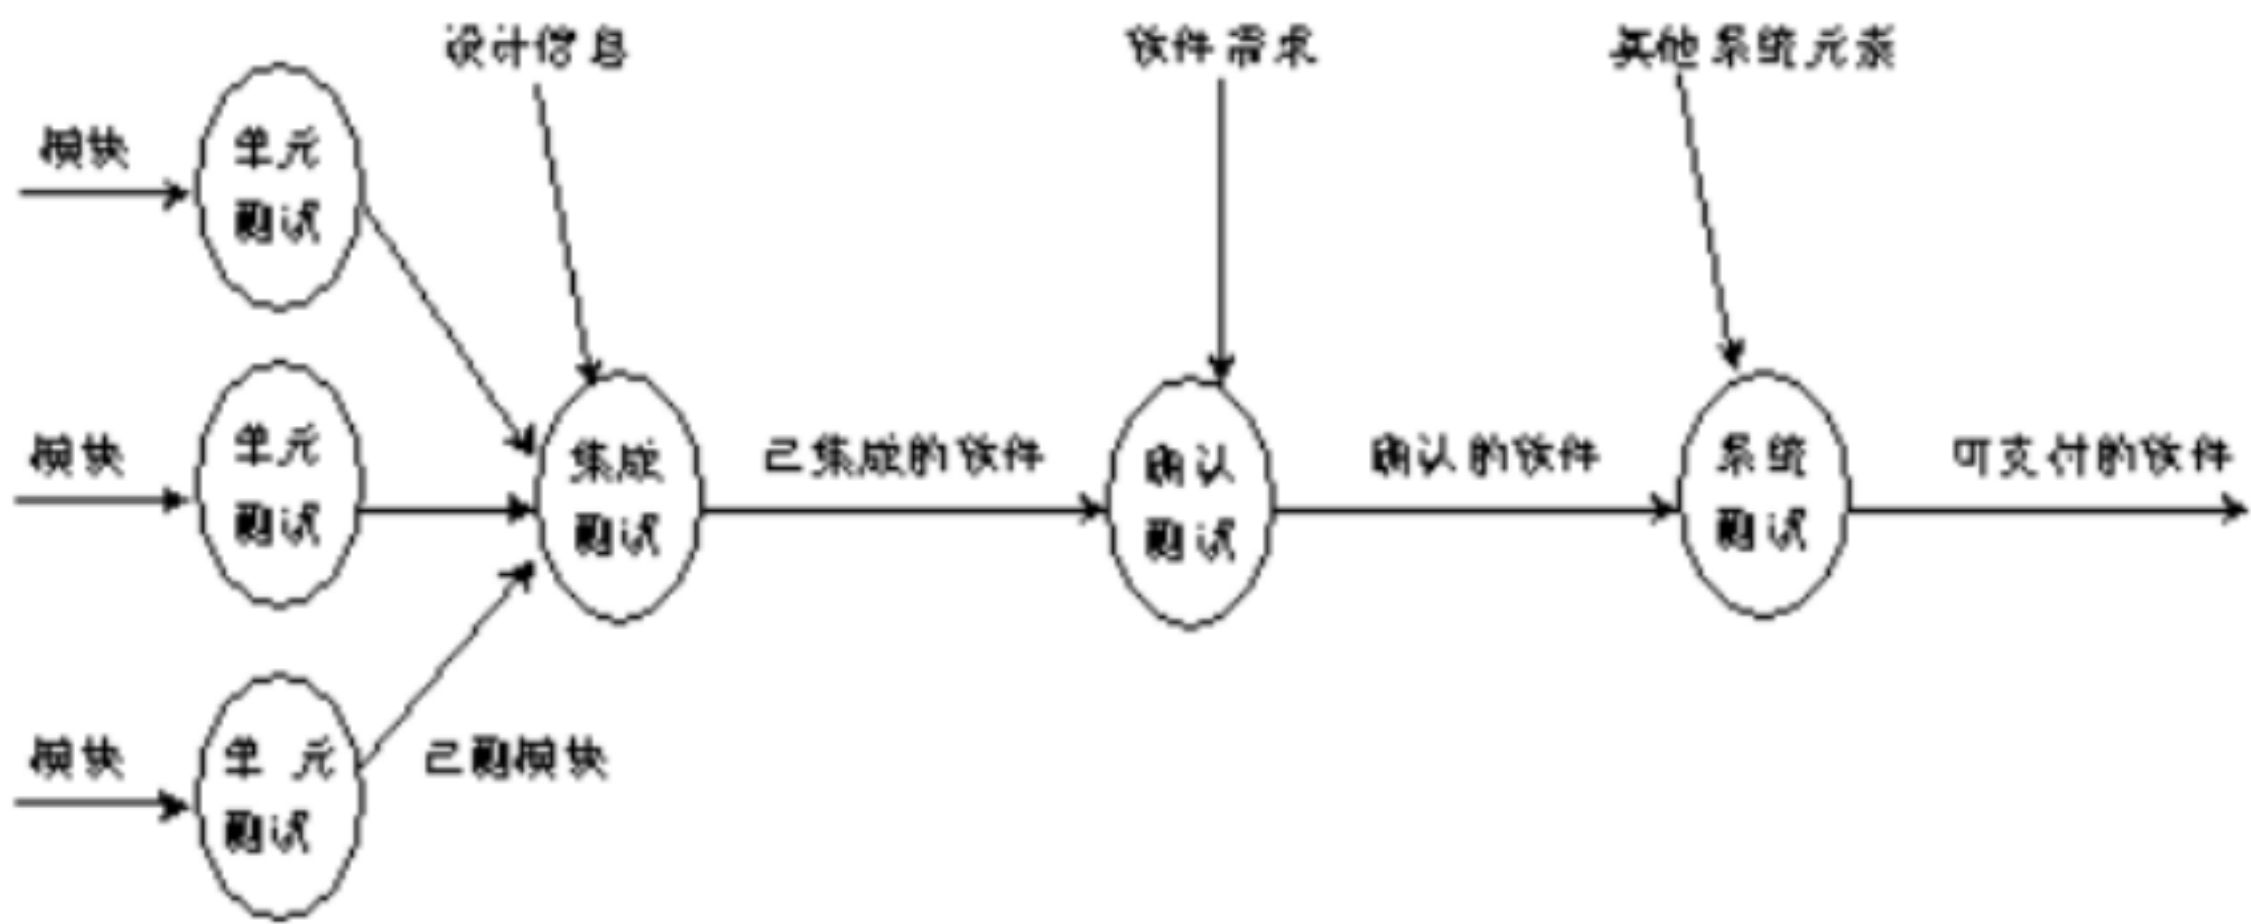 设计信息
软件需求
其他系统元素
模块
单元
测试
模块
单元
测试
集成
测试
已集成的软件
确认
测试
确认的软件
系统
测试
可支付的软件
模块
单元
测试
已测模块